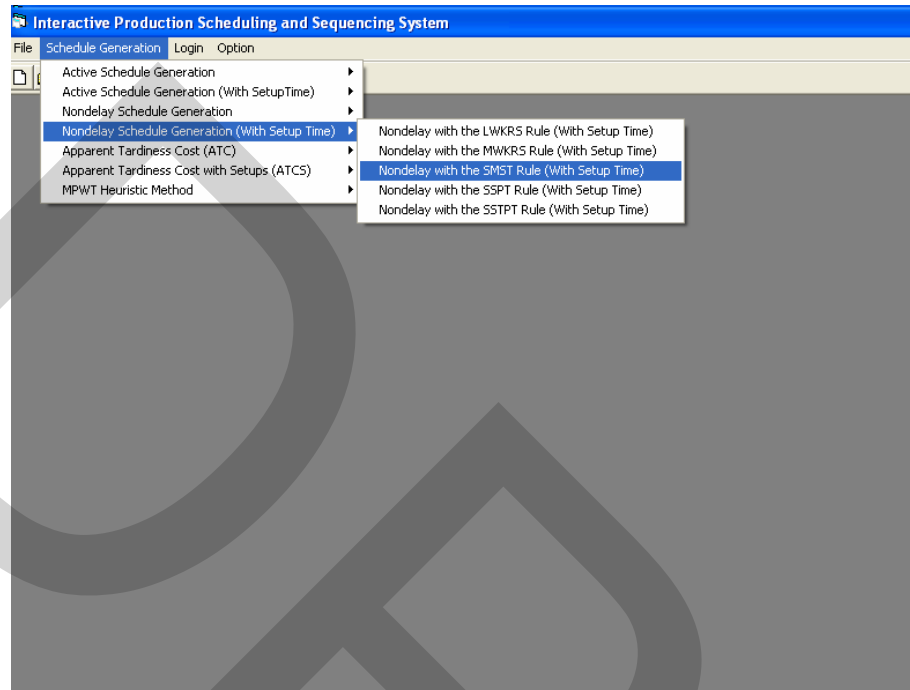 Interactive Production Scheduling and Sequencing System
File Schedule Generation Login Option
Active Schedule Generation
Active Schedule Generation (With SetupTime)
Nondelay Schedule Generation
Nondelay Schedule Generation (With Setup Time)
Apparent Tardiness Cost (ATC)
Apparent Tardiness Cost with Setups (ATCS)
MPWT Heuristic Method
Nondelay with the LWKRS Rule (With Setup Time)
Nondelay with the MWKRS Rule (With Setup Time)
Nondelay with the SMST Rule (With Setup Time)
Nondelay with the SSPT Rule (With Setup Time)
Nondelay with the SSTPT Rule (With Setup Time)